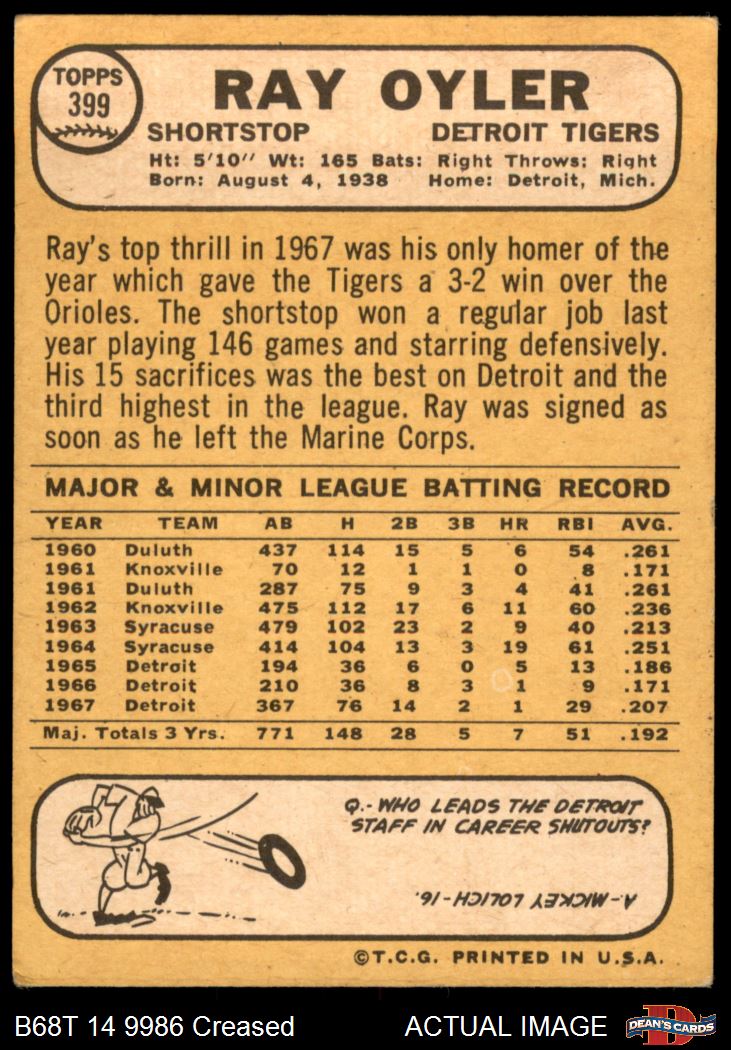 TOPPS
399
RAY OYLER
SHORTSTOP DETROIT TIGERS
Ht: 5'10" Wt: 165 Bats: Right Throws: Right
Born: August 4, 1938 Home: Detroit, Mich.
Ray's top thrill in 1967 was his only homer of the
year which gave the Tigers a 3-2 win over the
Orioles. The shortstop won a regular job last
year playing 146 games and starring defensively.
His 15 sacrifices was the best on Detroit and the
third highest in the league. Ray was signed as
soon as he left the Marine Corps.
MAJOR & MINOR LEAGUE BATTING RECORD
YEAR TEAM AB H 2B 3B HR RBI AVG.
1960 Duluth 437 114 15 5 6 54 .261
1961 Knoxville 70 12 1 1 0 8 .171
1961 Duluth 287 75 9 3 4 41 .261
1962 Knoxville 475 112 17 6 11 60 .236
1963 Syracuse 479 102 23 2 9 40 .213
1964 Syracuse 414 104 13 3 19 61 .251
1965 Detroit 194 36 6 0 5 13 .186
1966 Detroit 210 36 8 3 1 9 .171
1967 Detroit 367 76 14 2 1 29 .207
Maj. Totals 3 Yrs. 771 148 28 5 7 51 .192
Q.- WHO LEADS THE DETROIT
STAFF IN CAREER SHUTOUTS?
A.- MICKEY LOLICH-16.
©T.C.G. PRINTED IN U.S.A.
B68T 14 9986 Creased ACTUAL IMAGE
DEAN'S CARDS